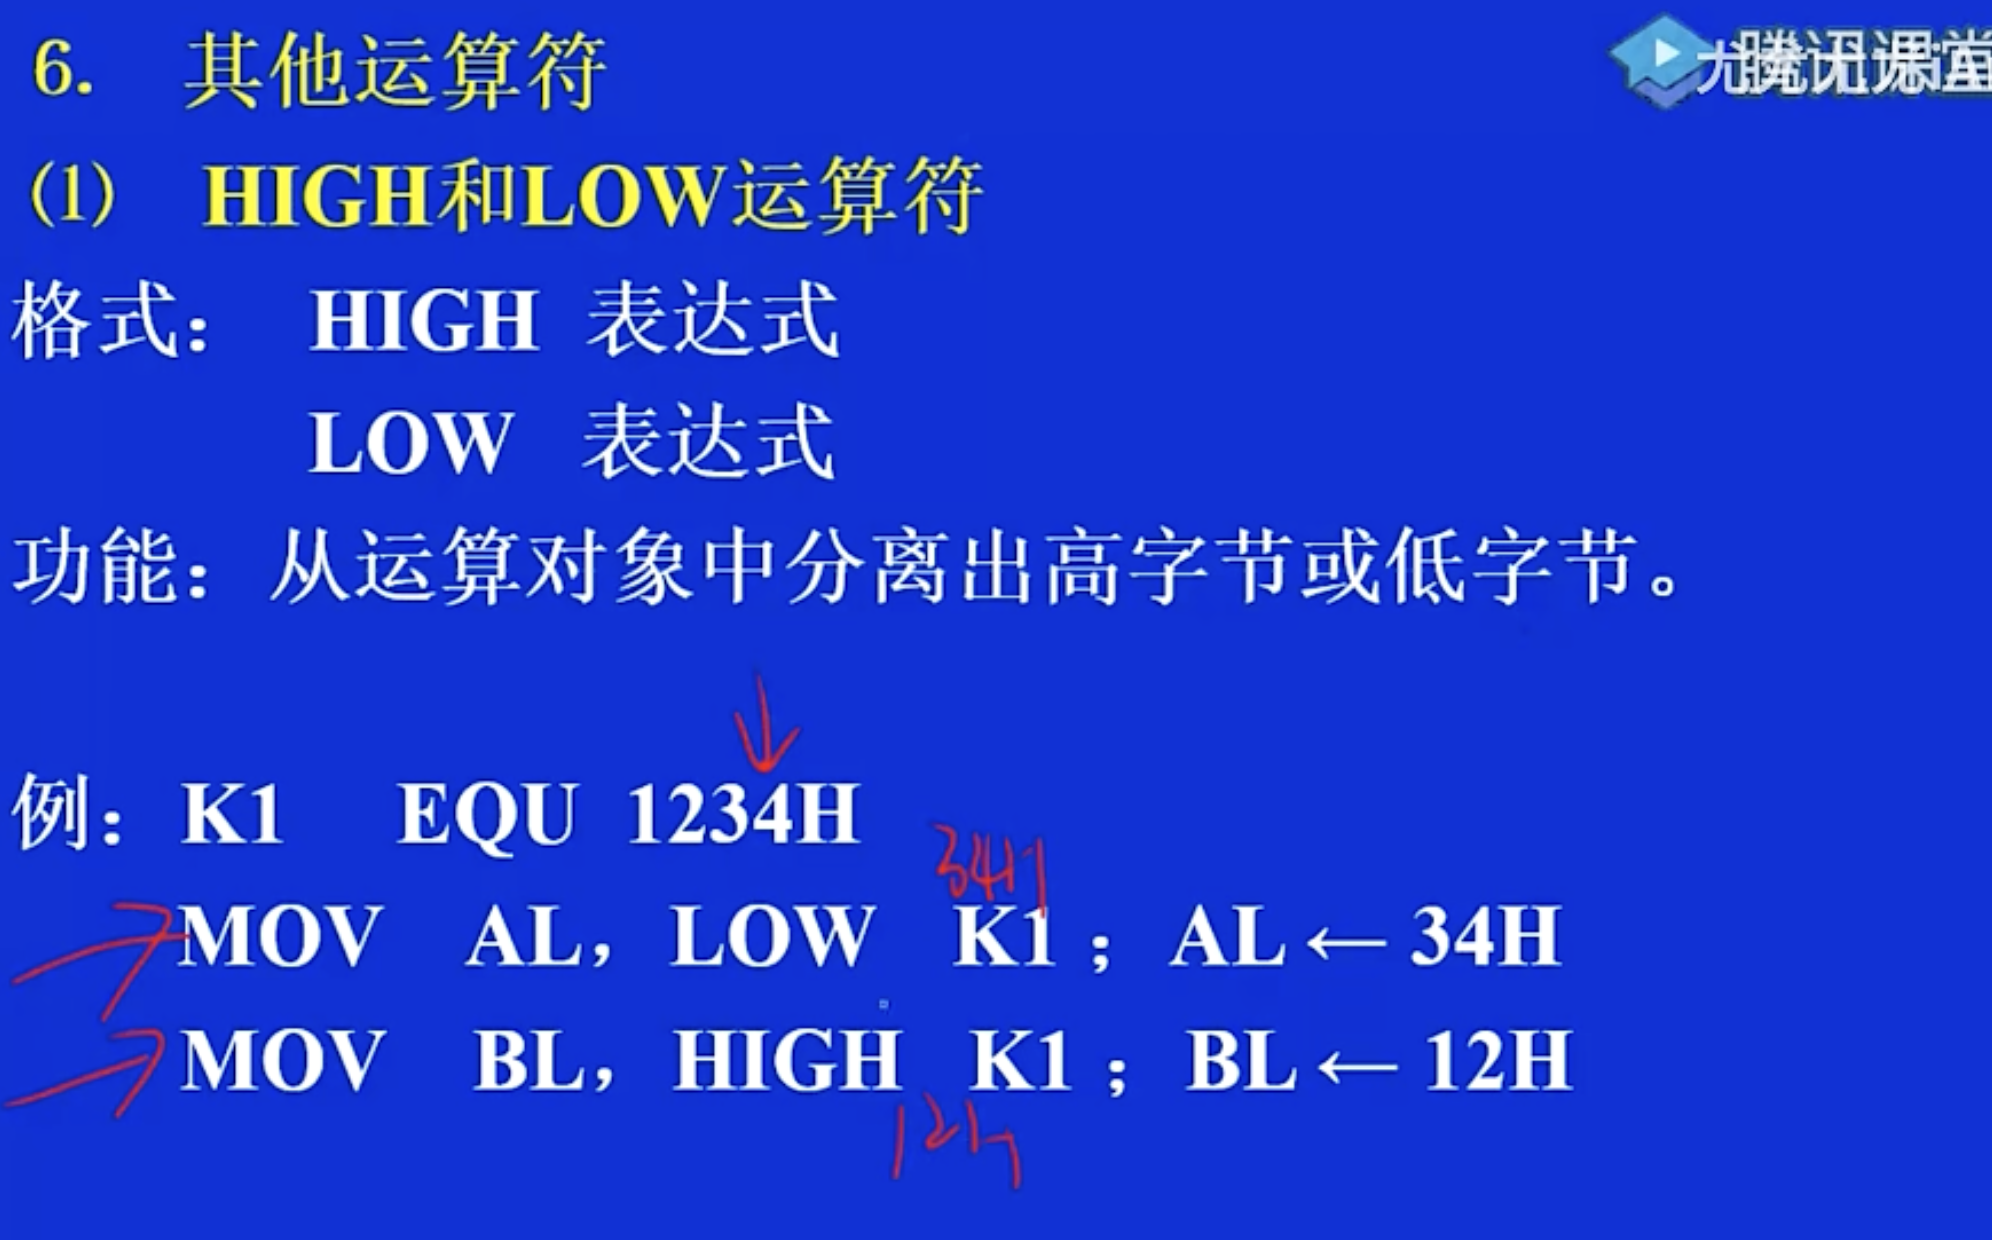 6. 其他运算符
腾讯课堂
(1) HIGH和LOW运算符
格式： HIGH 表达式
LOW 表达式
功能：从运算对象中分离出高字节或低字节。
例：K1 EQU 1234H
34H
MOV AL，LOW K1；AL ← 34H
MOV BL，HIGH K1；BL ← 12H
12H